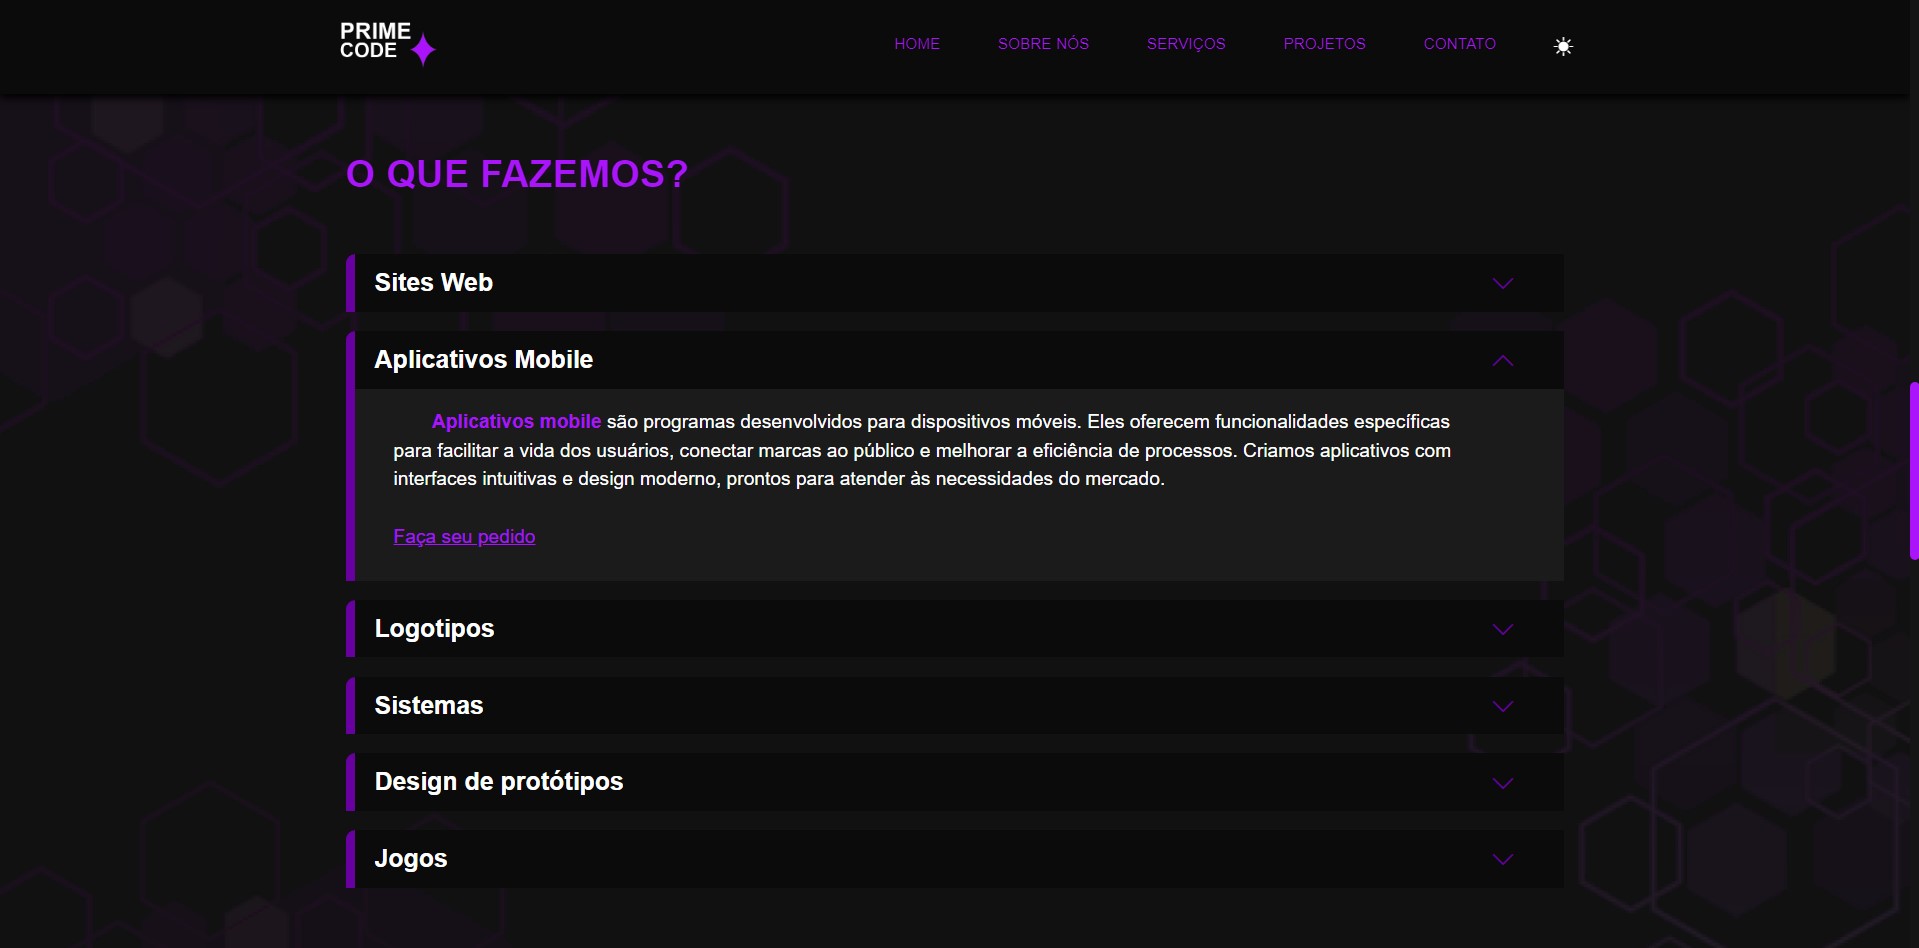 PRIME
CODE
HOME
SOBRE NÓS
SERVIÇOS
PROJETOS
CONTATO
O QUE FAZEMOS?
Sites Web
Aplicativos Mobile
Aplicativos mobile são programas desenvolvidos para dispositivos móveis. Eles oferecem funcionalidades específicas
para facilitar a vida dos usuários, conectar marcas ao público e melhorar a eficiência de processos. Criamos aplicativos com
interfaces intuitivas e design moderno, prontos para atender às necessidades do mercado.
Faça seu pedido
Logotipos
Sistemas
Design de protótipos
Jogos